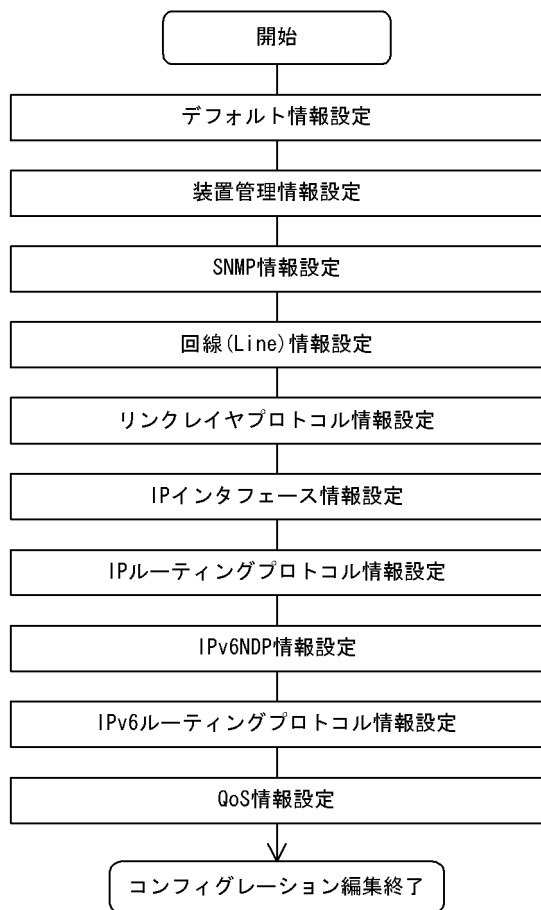 開始
デフォルト情報設定
装置管理情報設定
SNMP情報設定
回線(Line)情報設定
リンクレイヤプロトコル情報設定
IPインタフェース情報設定
IPルーティングプロトコル情報設定
IPv6NDP情報設定
IPv6ルーティングプロトコル情報設定
QoS情報設定
コンフィグレーション編集終了